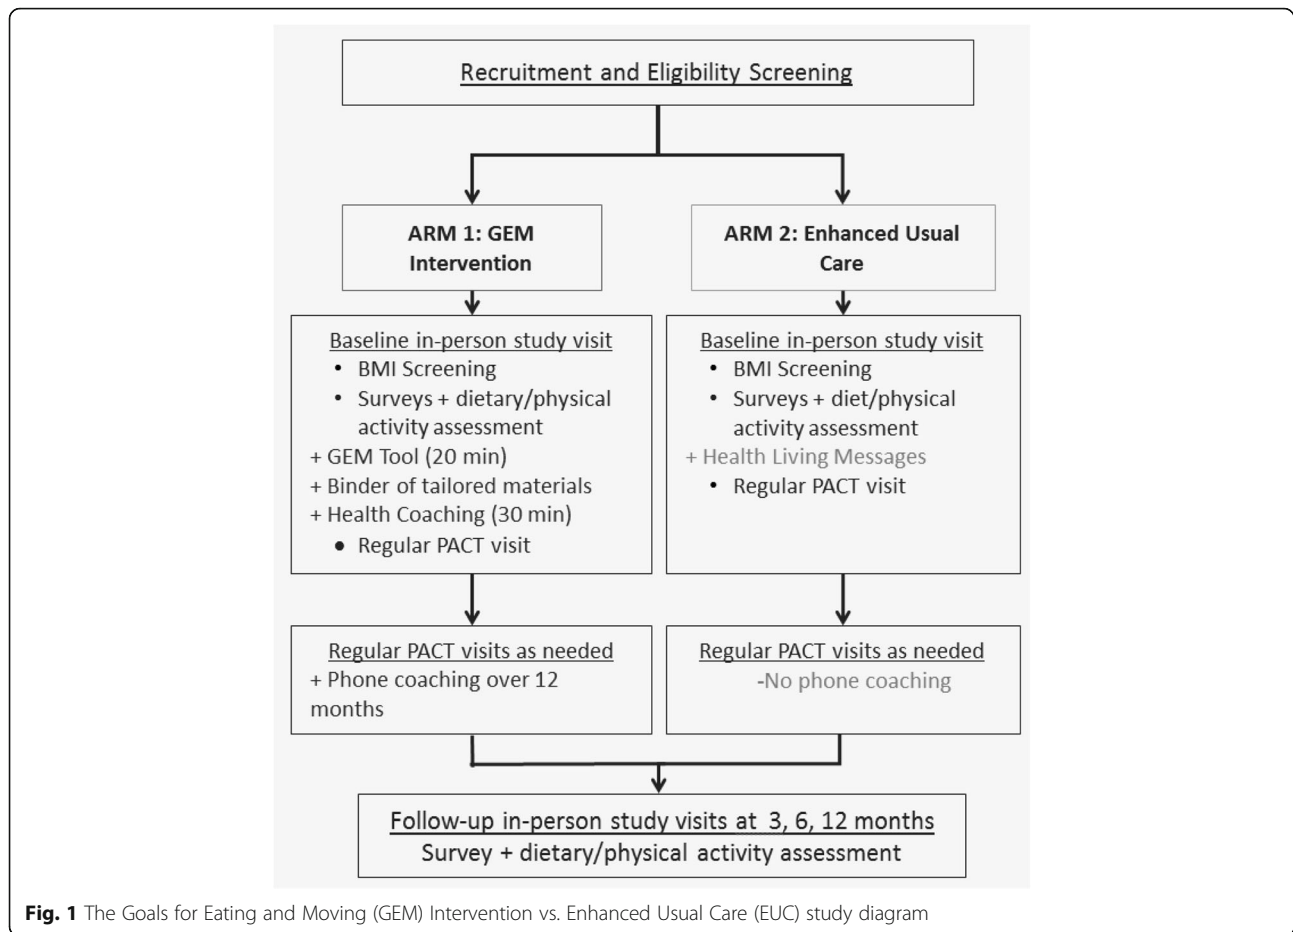 Recruitment and Eligibility Screening
ARM 1: GEM
Intervention
ARM 2: Enhanced Usual
Care
Baseline in-person study visit
• BMI Screening
• Surveys + dietary/physical
activity assessment
+ GEM Tool (20 min)
+ Binder of tailored materials
+ Health Coaching (30 min)
• Regular PACT visit
Baseline in-person study visit
• BMI Screening
• Surveys + diet/physical
activity assessment
+ Health Living Messages
• Regular PACT visit
Regular PACT visits as needed
+ Phone coaching over 12
months
Regular PACT visits as needed
-No phone coaching
Follow-up in-person study visits at 3, 6, 12 months
Survey + dietary/physical activity assessment
Fig. 1 The Goals for Eating and Moving (GEM) Intervention vs. Enhanced Usual Care (EUC) study diagram